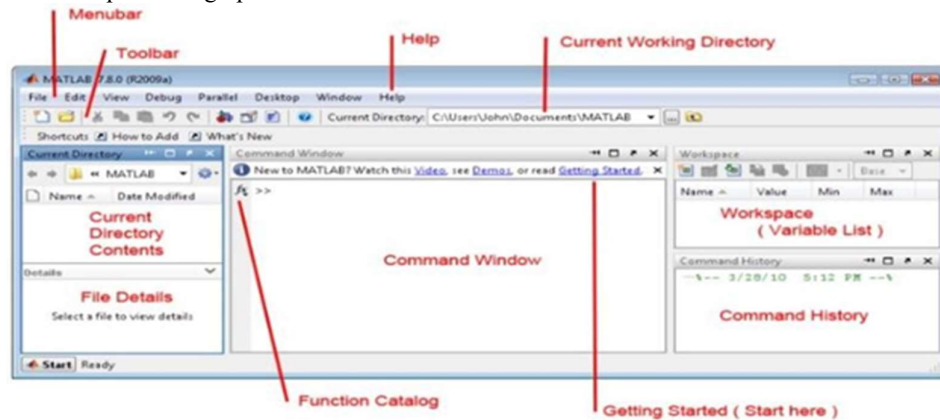 Menubar
Help
Current Working Directory
Toolbar
MATLAB 7.8.0 (R2009a)
File Edit View Debug Parallel Desktop Window Help
Current Directory: C:\Users\John\Documents\MATLAB
Shortcuts How to Add What's New
Current Directory
Command Window
Workspace
« MATLAB
New to MATLAB? Watch this Video, see Demos, or read Getting Started.
Base
Name Date Modified
fx >>
Name Value Min Max
Current
Directory
Contents
Workspace
( Variable List )
Command Window
Command History
Details
%-- 3/28/10 5:12 PM --%
File Details
Select a file to view details
Command History
Start Ready
Function Catalog
Getting Started ( Start here )